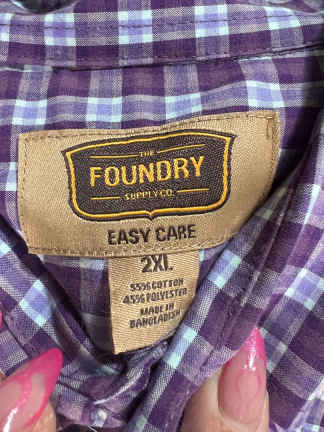 THE
FOUNDRY
SUPPLY CO.
EASY CARE
2XL
55% COTTON
45% POLYESTER
MADE IN
BANGLADESH